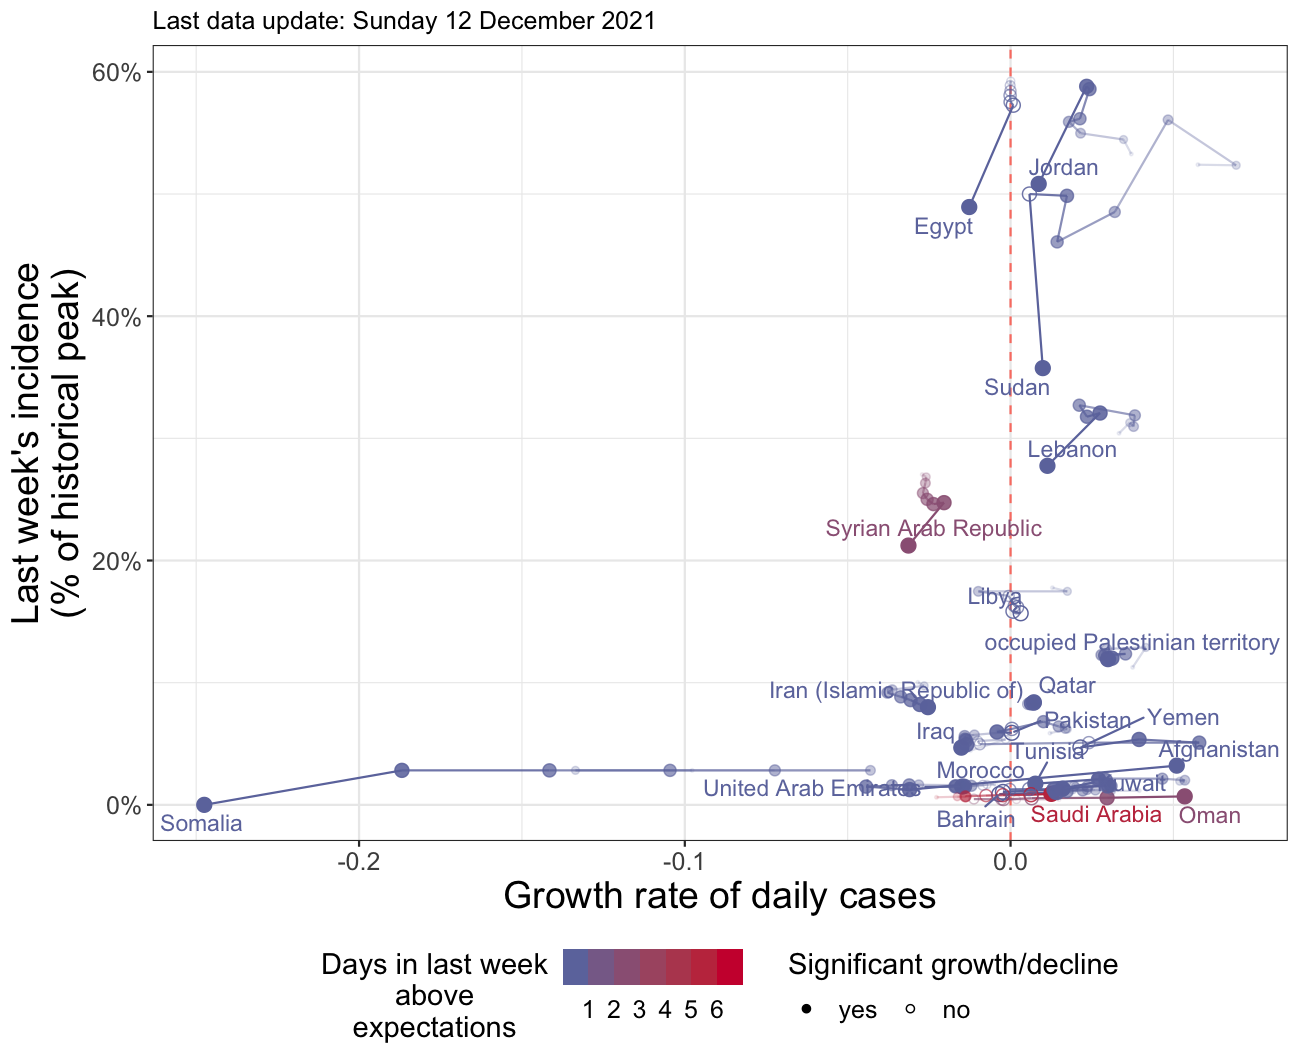 Last data update: Sunday 12 December 2021
Last week's incidence
(% of historical peak)
60%
40%
20%
0%
Jordan
Egypt
Sudan
Lebanon
Syrian Arab Republic
Libya
occupied Palestinian territory
Iran (Islamic Republic of)
Qatar
Iraq
Pakistan
Yemen
Tunisia
Afghanistan
Morocco
United Arab Emirates
Kuwait
Somalia
Bahrain
Saudi Arabia
Oman
-0.2
-0.1
0.0
Growth rate of daily cases
Days in last week
above
expectations
1 2 3 4 5 6
Significant growth/decline
yes
no